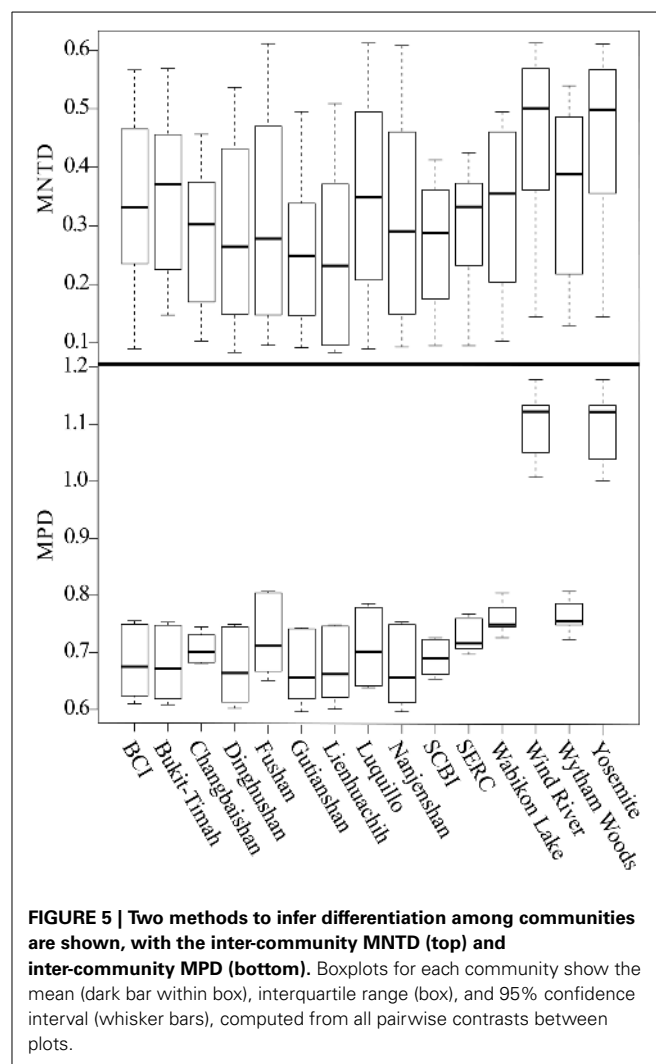 0.6
0.5
0.4
0.3
0.2
0.1
MNTD
1.2
1.1
1.0
0.9
0.8
0.7
0.6
MPD
BCI
Bukit-Timah
Changbaishan
Dinghushan
Fushan
Gutianshan
Lienhuachih
Luquillo
Nanjenshan
SCBI
SERC
Wabikon Lake
Wind River
Wytham Woods
Yosemite
FIGURE 5 | Two methods to infer differentiation among communities
are shown, with the inter-community MNTD (top) and
inter-community MPD (bottom). Boxplots for each community show the
mean (dark bar within box), interquartile range (box), and 95% confidence
interval (whisker bars), computed from all pairwise contrasts between
plots.